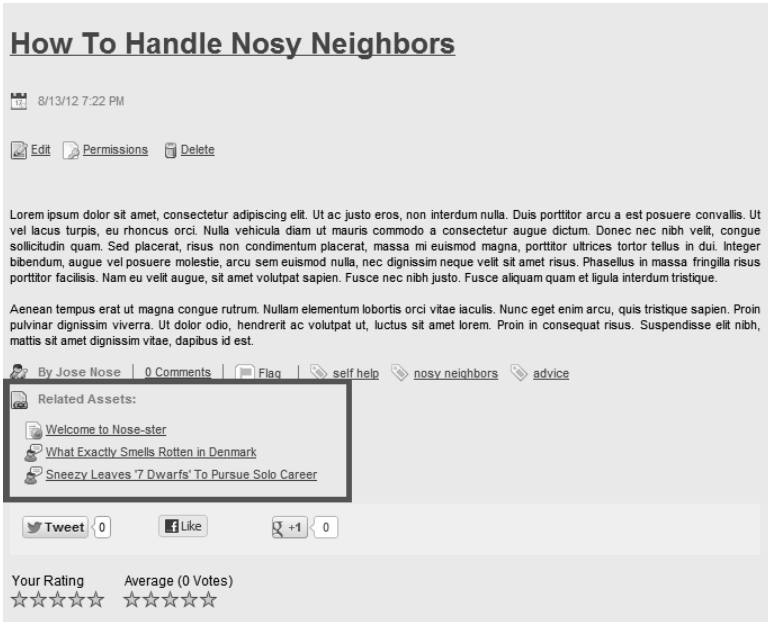 How To Handle Nosy Neighbors
12 8/13/12 7:22 PM
Edit Permissions Delete
Lorem ipsum dolor sit amet, consectetur adipiscing elit. Ut ac justo eros, non interdum nulla. Duis porttitor arcu a est posuere convallis. Ut
vel lacus turpis, eu rhoncus orci. Nulla vehicula diam ut mauris commodo a consectetur augue dictum. Donec nec nibh velit, congue
sollicitudin quam. Sed placerat, risus non condimentum placerat, massa mi euismod magna, porttitor ultrices tortor tellus in dui. Integer
bibendum, augue vel posuere molestie, arcu sem euismod nulla, nec dignissim neque velit sit amet risus. Phasellus in massa fringilla risus
porttitor facilisis. Nam eu velit augue, sit amet volutpat sapien. Fusce nec nibh justo. Fusce aliquam quam et ligula interdum tristique.
Aenean tempus erat ut magna congue rutrum. Nullam elementum lobortis orci vitae iaculis. Nunc eget enim arcu, quis tristique sapien. Proin
pulvinar dignissim viverra. Ut dolor odio, hendrerit ac volutpat ut, luctus sit amet lorem. Proin in consequat risus. Suspendisse elit nibh,
mattis sit amet dignissim vitae, dapibus id est.
By Jose Nose | 0 Comments | Flag | self help nosy neighbors advice
Related Assets:
Welcome to Nose-ster
What Exactly Smells Rotten in Denmark
Sneezy Leaves '7 Dwarfs' To Pursue Solo Career
Tweet 0 f Like g +1 0
Your Rating Average (0 Votes)